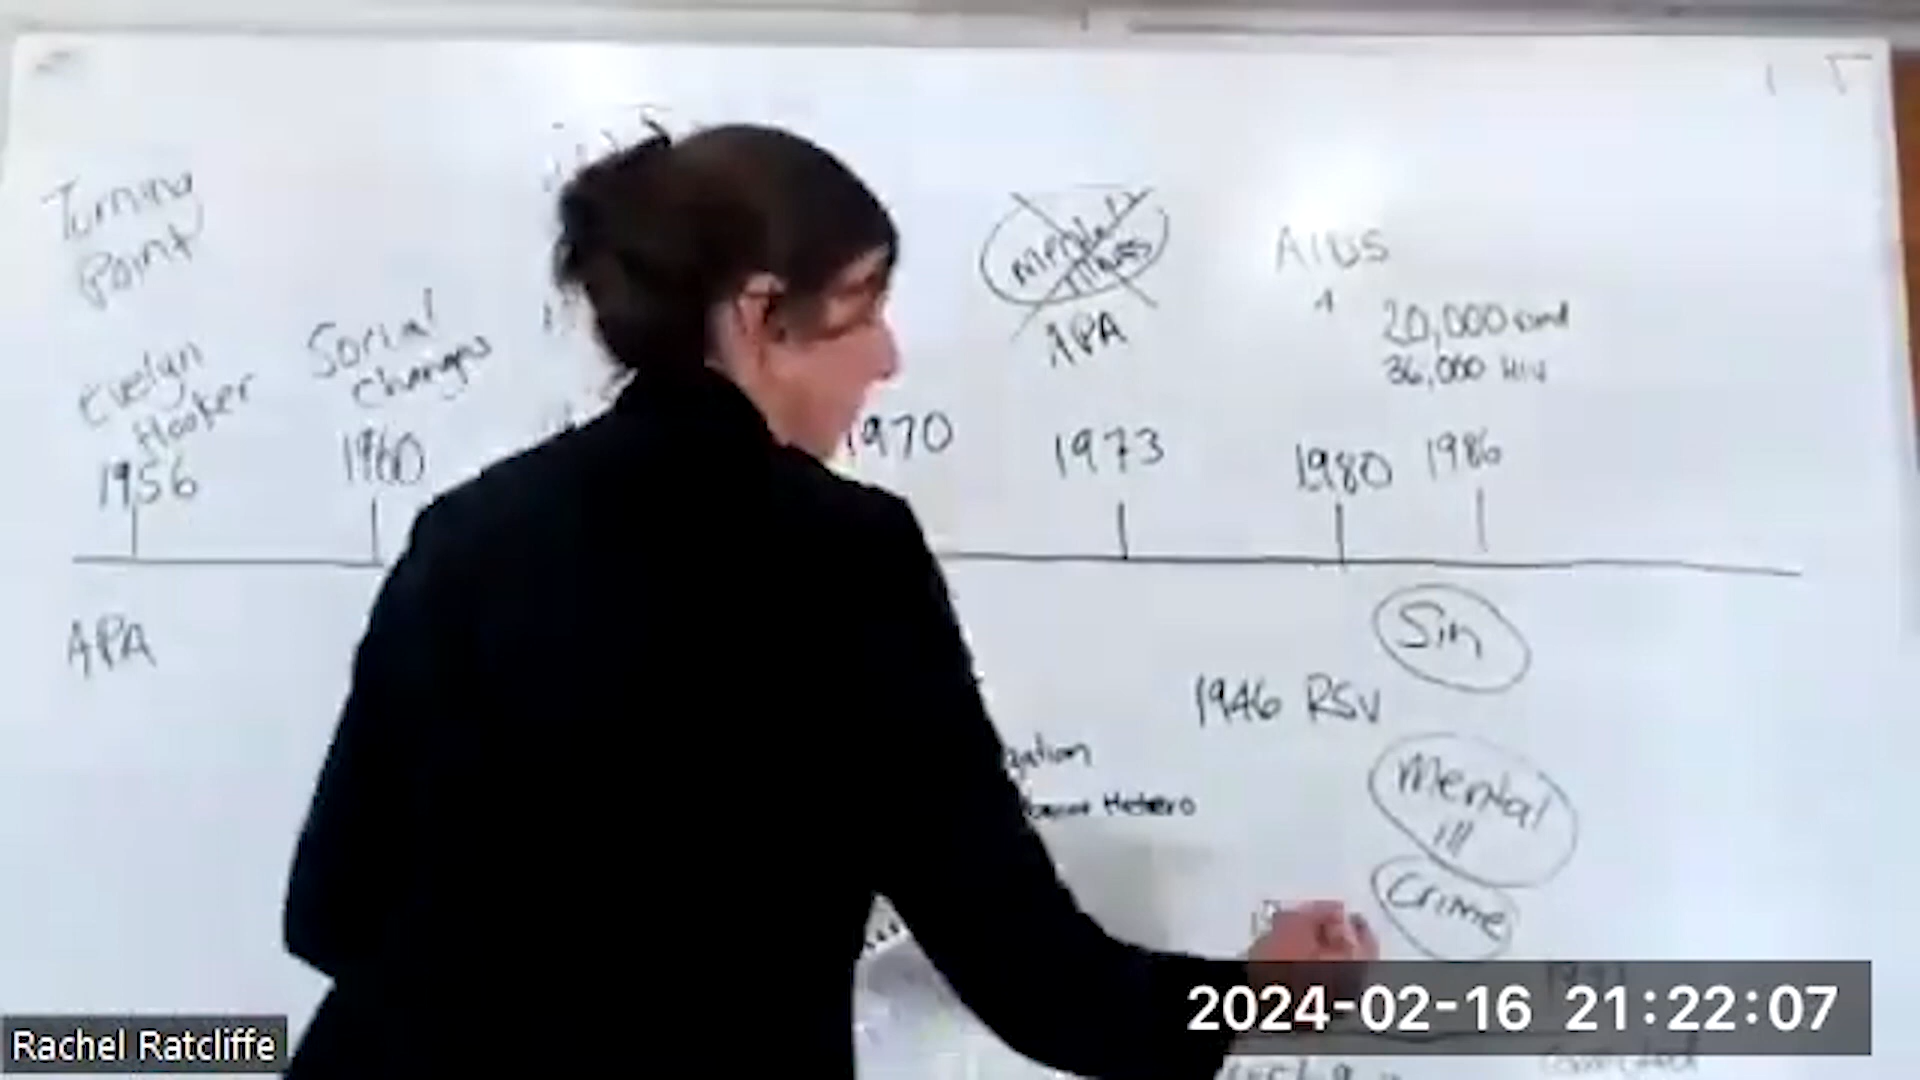 Turning
Point
Evelyn
Hooker
1956
Social
Changes
1960
1970
Mental
Illness
APA
1973
AIDS
20,000
36,000 HIV
1980
1986
APA
Sin
1946 RSV
Hetero
Mental
ill
Crime
2024-02-16 21:22:07
Rachel Ratcliffe